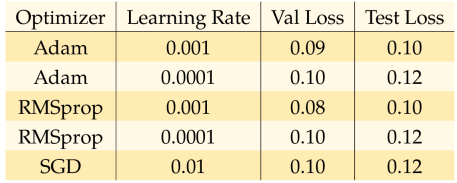 Optimizer Learning Rate Val Loss Test Loss
Adam 0.001 0.09 0.10
Adam 0.0001 0.10 0.12
RMSprop 0.001 0.08 0.10
RMSprop 0.0001 0.10 0.12
SGD 0.01 0.10 0.12